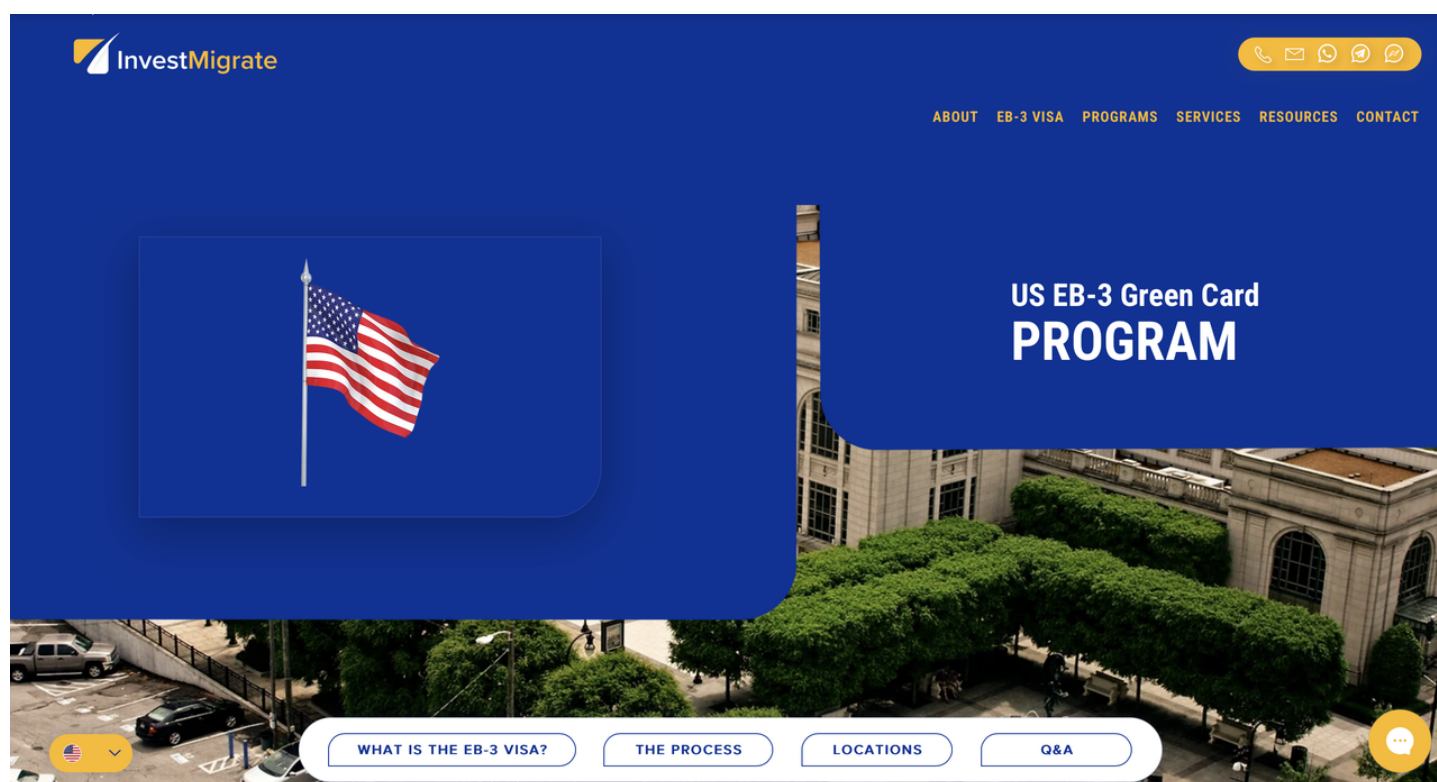 InvestMigrate
ABOUT EB-3 VISA PROGRAMS SERVICES RESOURCES CONTACT
US EB-3 Green Card
PROGRAM
WHAT IS THE EB-3 VISA? THE PROCESS LOCATIONS Q&A